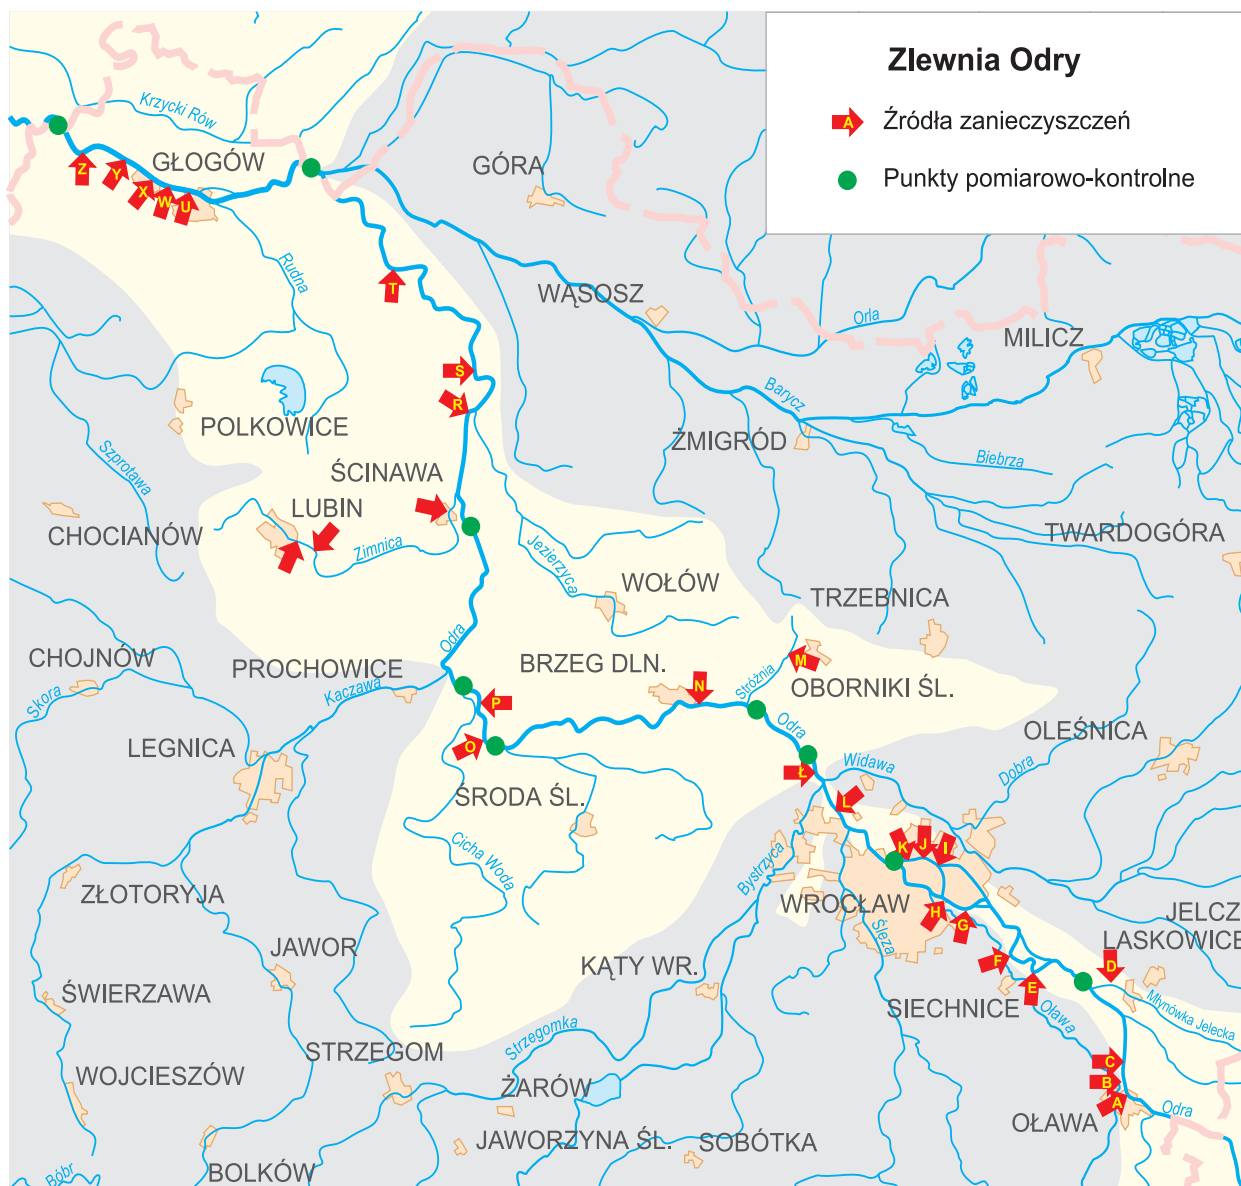 Zlewnia Odry
A
Źródła zanieczyszczeń
Punkty pomiarowo-kontrolne
Krzycki Rów
GŁOGÓW
Z
Y
X
W
U
GÓRA
Rudna
T
WĄSOSZ
Orla
MILICZ
S
R
Barycz
POLKOWICE
ŻMIGRÓD
Biebrza
Szprotawa
ŚCINAWA
LUBIN
CHOCIANÓW
Zimnica
Jezierzyca
TWARDOGÓRA
WOŁÓW
TRZEBNICA
Odra
CHOJNÓW
PROCHOWICE
BRZEG DLN.
M
Stróżnia
OBORNIKI ŚL.
Skora
Kaczawa
N
P
LEGNICA
O
Odra
OLEŚNICA
Widawa
Dobra
Ł
ŚRODA ŚL.
L
Cicha Woda
Bystrzyca
K
J
I
ZŁOTORYJA
WROCŁAW
H
G
JELCZ
LASKOWICE
JAWOR
Ślęza
F
D
KĄTY WR.
E
ŚWIERZAWA
SIECHNICE
Oława
Młynówka Jelecka
Strzegomka
STRZEGOM
C
WOJCIESZÓW
ŻARÓW
B
A
Odra
OŁAWA
JAWORZYNA ŚL.
SOBÓTKA
BOLKÓW
Bóbr